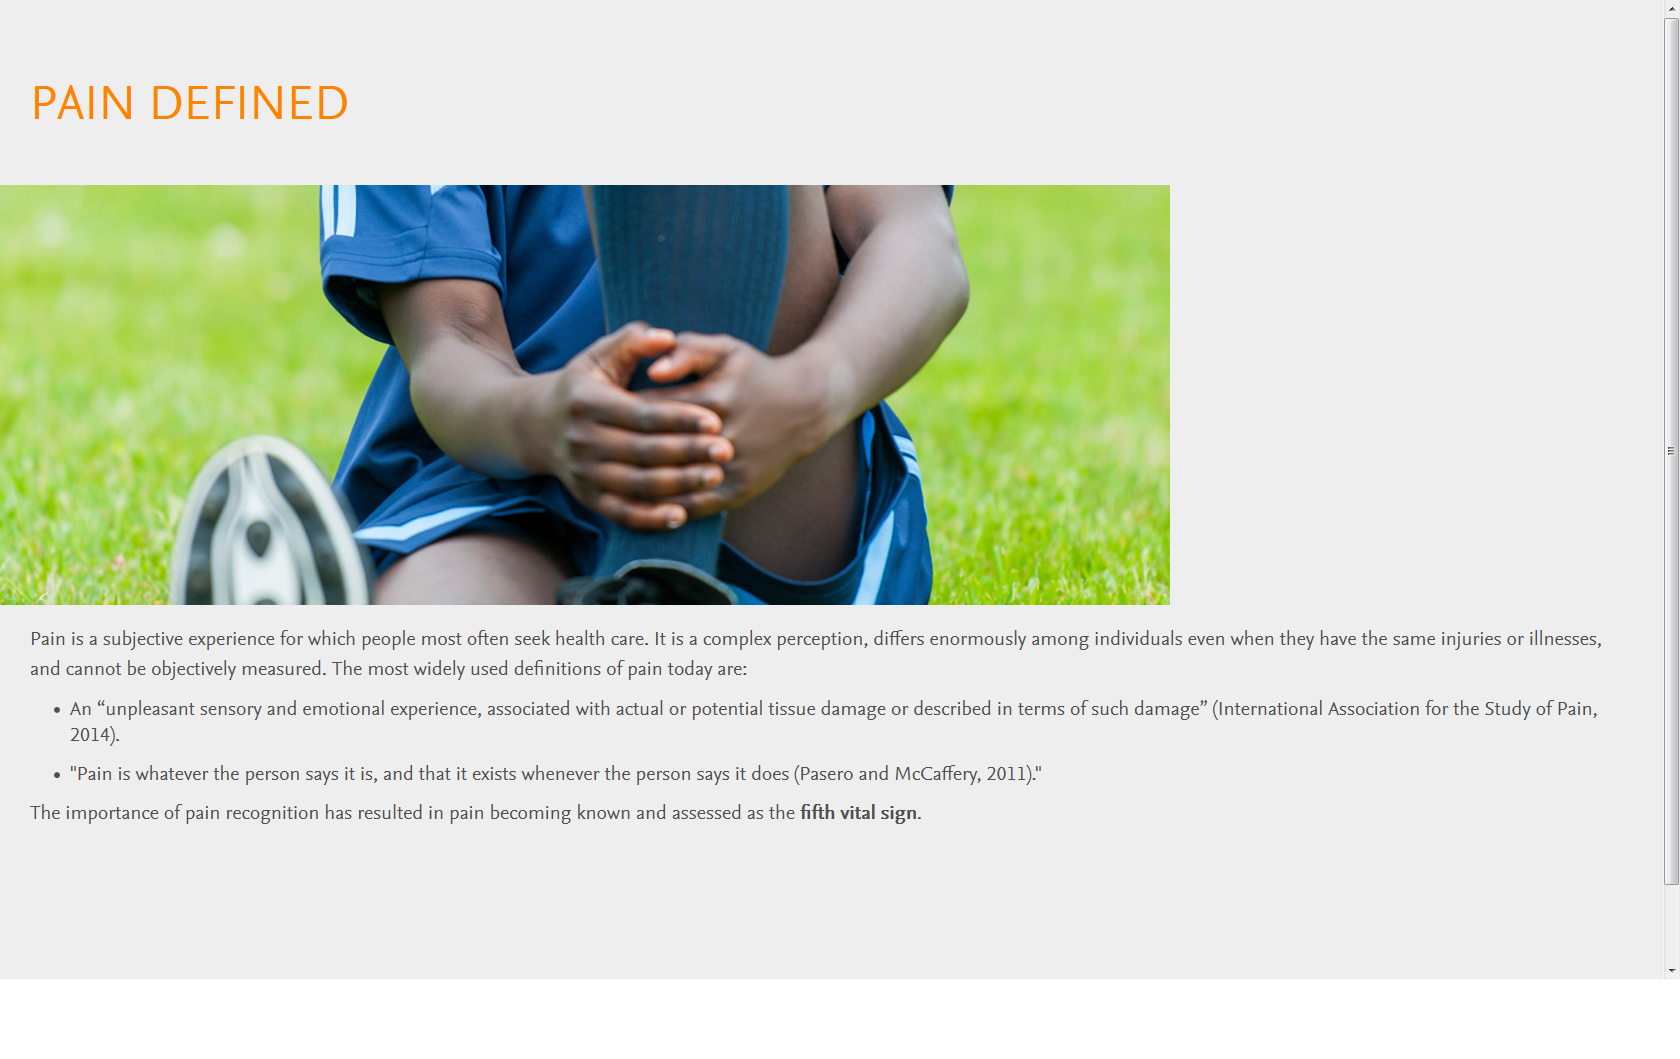 PAIN DEFINED
Pain is a subjective experience for which people most often seek health care. It is a complex perception, differs enormously among individuals even when they have the same injuries or illnesses,
and cannot be objectively measured. The most widely used definitions of pain today are:
• An “unpleasant sensory and emotional experience, associated with actual or potential tissue damage or described in terms of such damage” (International Association for the Study of Pain,
2014).
• "Pain is whatever the person says it is, and that it exists whenever the person says it does (Pasero and McCaffery, 2011)."
The importance of pain recognition has resulted in pain becoming known and assessed as the fifth vital sign.